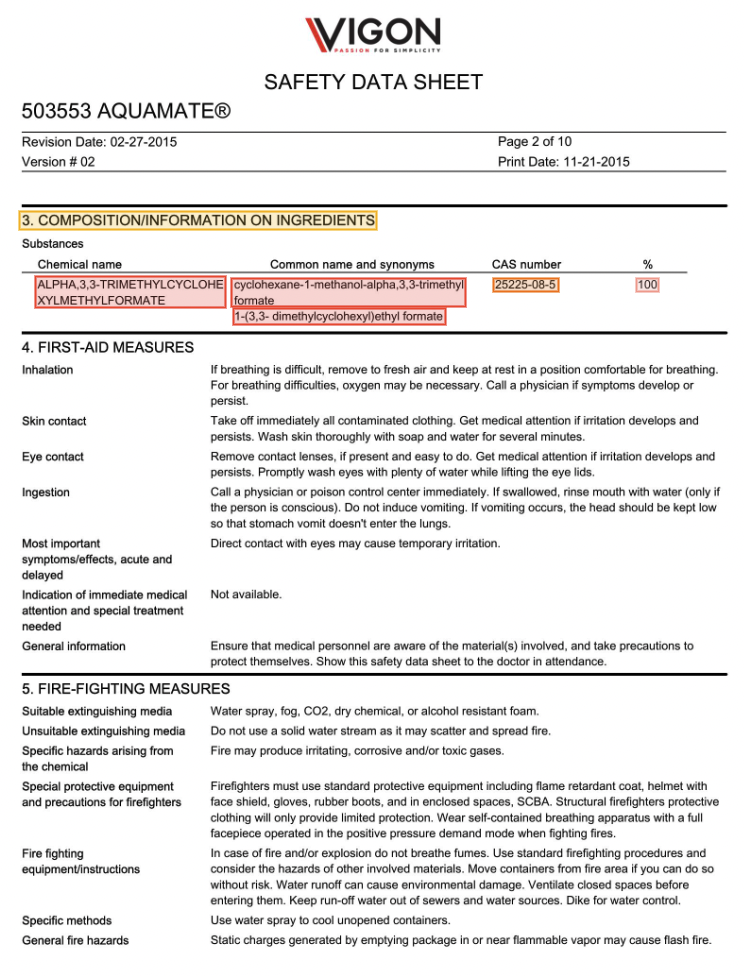 VIGON
PASSION FOR SIMPLICITY
SAFETY DATA SHEET
503553 AQUAMATE®
Revision Date: 02-27-2015 Page 2 of 10
Version # 02 Print Date: 11-21-2015
3. COMPOSITION/INFORMATION ON INGREDIENTS
Substances
Chemical name Common name and synonyms CAS number %
ALPHA,3,3-TRIMETHYLCYCLOHE cyclohexane-1-methanol-alpha,3,3-trimethyl 25225-08-5 100
XYLMETHYLFORMATE formate
1-(3,3- dimethylcyclohexyl)ethyl formate
4. FIRST-AID MEASURES
Inhalation If breathing is difficult, remove to fresh air and keep at rest in a position comfortable for breathing.
For breathing difficulties, oxygen may be necessary. Call a physician if symptoms develop or
persist.
Skin contact Take off immediately all contaminated clothing. Get medical attention if irritation develops and
persists. Wash skin thoroughly with soap and water for several minutes.
Eye contact Remove contact lenses, if present and easy to do. Get medical attention if irritation develops and
persists. Promptly wash eyes with plenty of water while lifting the eye lids.
Ingestion Call a physician or poison control center immediately. If swallowed, rinse mouth with water (only if
the person is conscious). Do not induce vomiting. If vomiting occurs, the head should be kept low
so that stomach vomit doesn't enter the lungs.
Most important Direct contact with eyes may cause temporary irritation.
symptoms/effects, acute and
delayed
Indication of immediate medical Not available.
attention and special treatment
needed
General information Ensure that medical personnel are aware of the material(s) involved, and take precautions to
protect themselves. Show this safety data sheet to the doctor in attendance.
5. FIRE-FIGHTING MEASURES
Suitable extinguishing media Water spray, fog, CO2, dry chemical, or alcohol resistant foam.
Unsuitable extinguishing media Do not use a solid water stream as it may scatter and spread fire.
Specific hazards arising from Fire may produce irritating, corrosive and/or toxic gases.
the chemical
Special protective equipment Firefighters must use standard protective equipment including flame retardant coat, helmet with
and precautions for firefighters face shield, gloves, rubber boots, and in enclosed spaces, SCBA. Structural firefighters protective
clothing will only provide limited protection. Wear self-contained breathing apparatus with a full
facepiece operated in the positive pressure demand mode when fighting fires.
Fire fighting In case of fire and/or explosion do not breathe fumes. Use standard firefighting procedures and
equipment/instructions consider the hazards of other involved materials. Move containers from fire area if you can do so
without risk. Water runoff can cause environmental damage. Ventilate closed spaces before
entering them. Keep run-off water out of sewers and water sources. Dike for water control.
Specific methods Use water spray to cool unopened containers.
General fire hazards Static charges generated by emptying package in or near flammable vapor may cause flash fire.